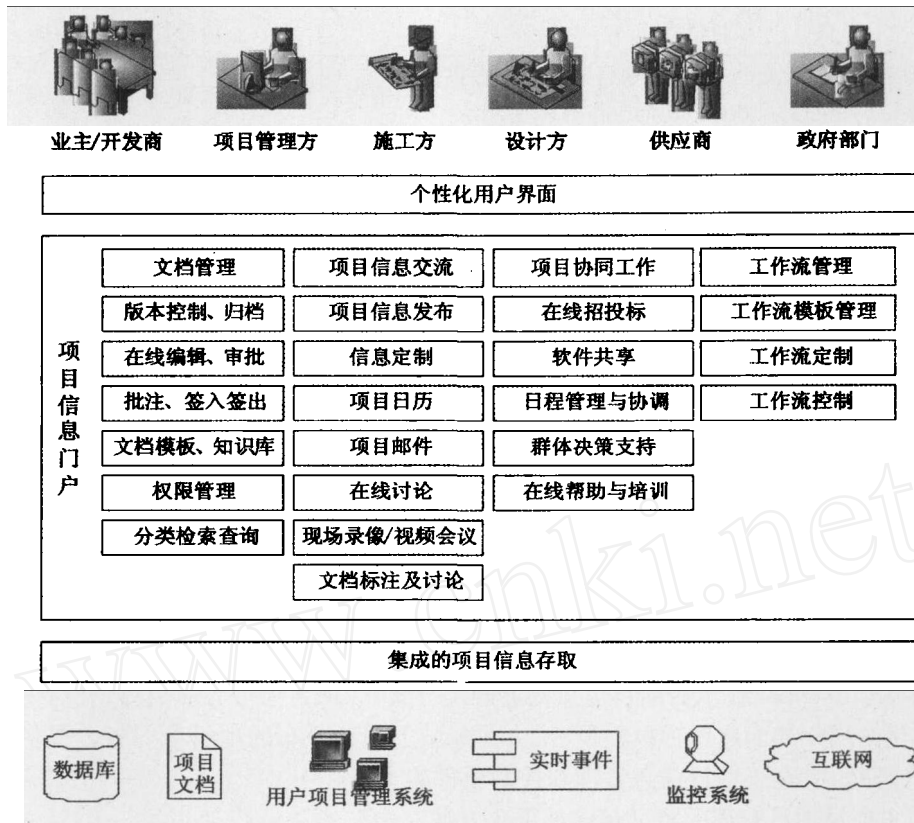 业主/开发商 项目管理方 施工方 设计方 供应商 政府部门
个性化用户界面
项目信息门户
文档管理 项目信息交流 项目协同工作 工作流管理
版本控制、归档 项目信息发布 在线招投标 工作流模板管理
在线编辑、审批 信息定制 软件共享 工作流定制
批注、签入签出 项目日历 日程管理与协调 工作流控制
文档模板、知识库 项目邮件 群体决策支持
权限管理 在线讨论 在线帮助与培训
分类检索查询 现场录像/视频会议
文档标注及讨论
集成的项目信息存取
数据库 项目文档 用户项目管理系统 实时事件 监控系统 互联网
www.cnki.net